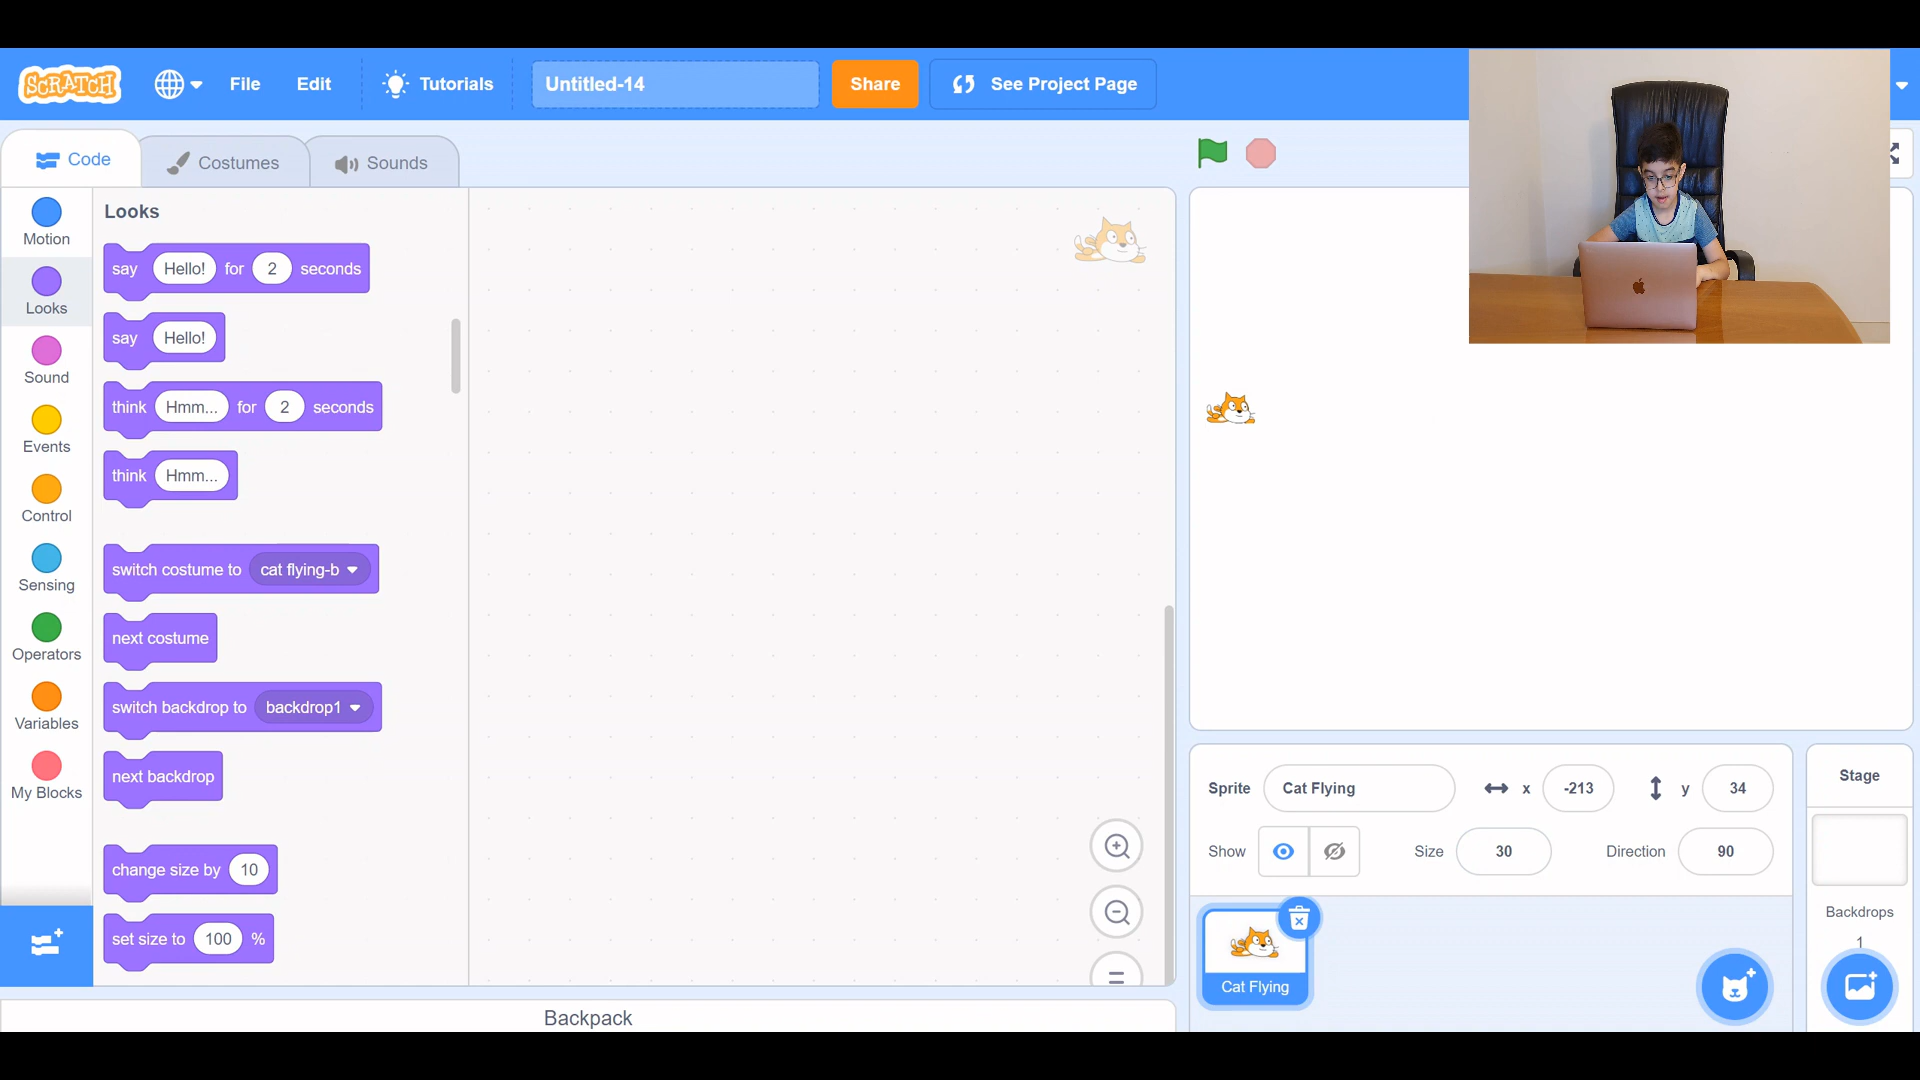 SCRATCH
File
Edit
Tutorials
Untitled-14
Share
See Project Page
Code
Costumes
Sounds
Motion
Looks
Sound
Events
Control
Sensing
Operators
Variables
My Blocks
Looks
say Hello! for 2 seconds
say Hello!
think Hmm... for 2 seconds
think Hmm...
switch costume to cat flying-b
next costume
switch backdrop to backdrop1
next backdrop
change size by 10
set size to 100 %
Backpack
Sprite Cat Flying x -213 y 34
Show Size 30 Direction 90
Cat Flying
Stage
Backdrops
1